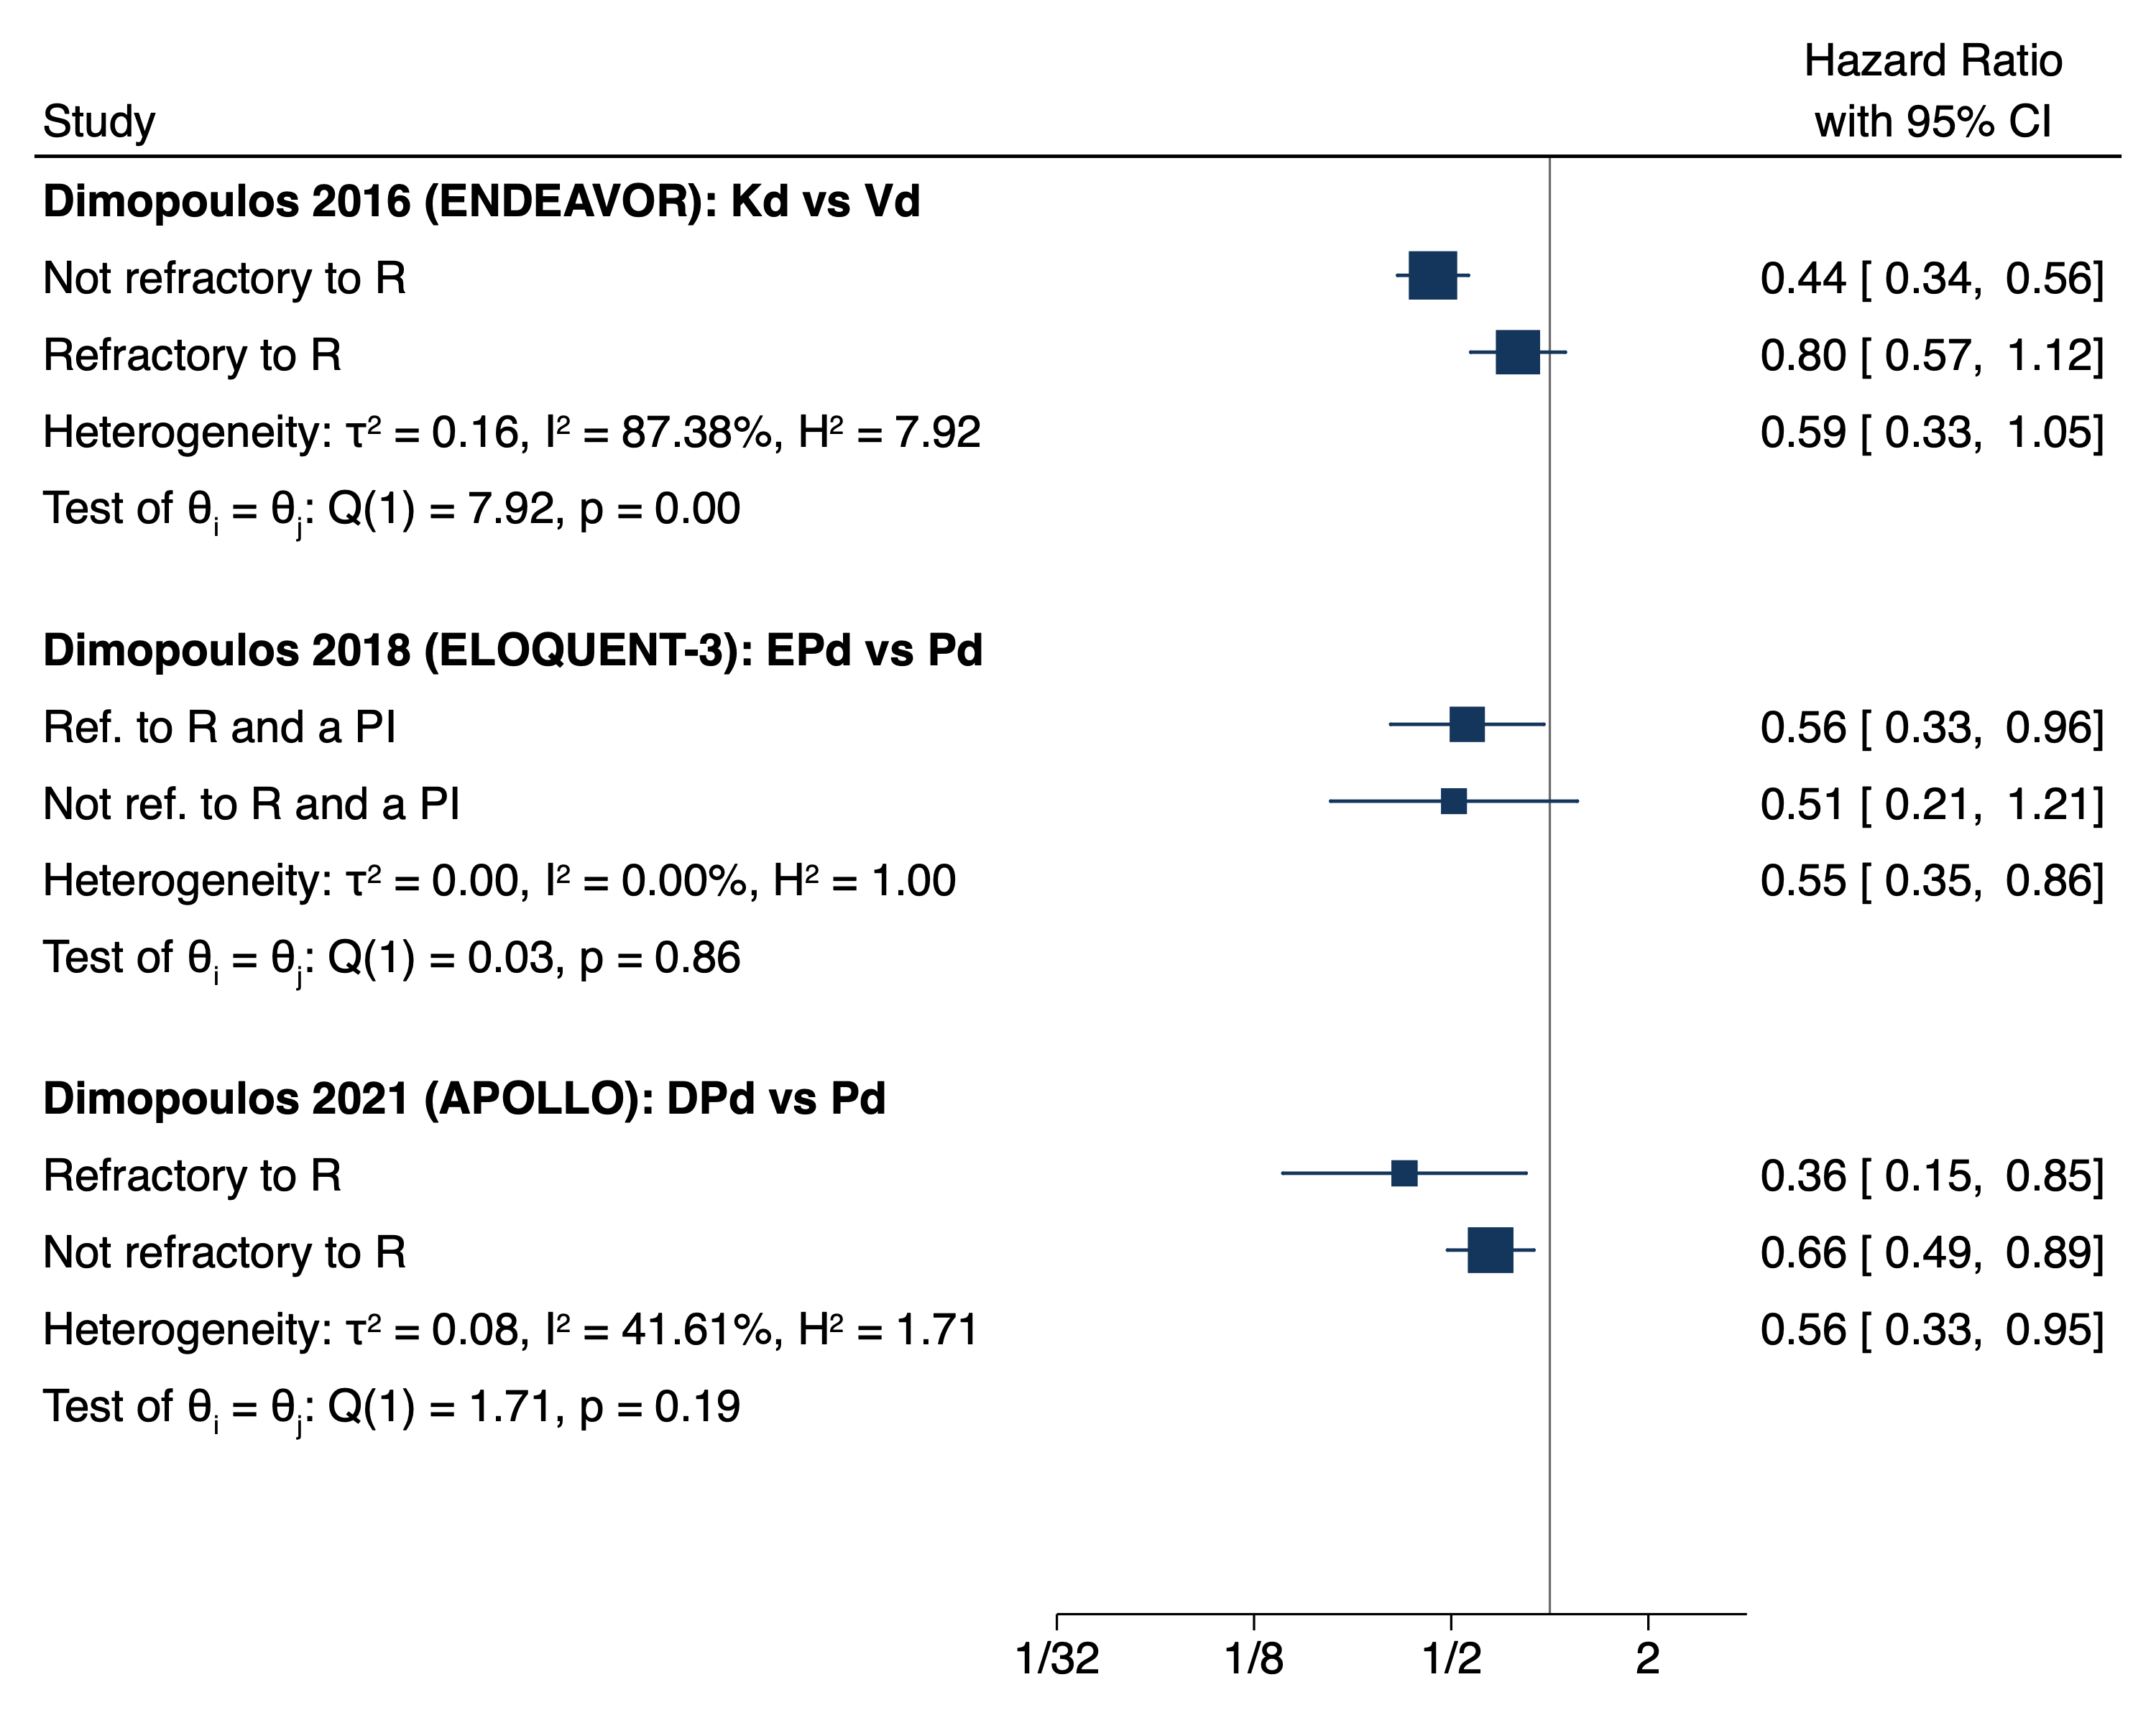 Hazard Ratio
Study with 95% CI
Dimopoulos 2016 (ENDEAVOR): Kd vs Vd
Not refractory to R 0.44 [ 0.34, 0.56]
Refractory to R 0.80 [ 0.57, 1.12]
Heterogeneity: τ² = 0.16, I² = 87.38%, H² = 7.92 0.59 [ 0.33, 1.05]
Test of θi = θj: Q(1) = 7.92, p = 0.00
Dimopoulos 2018 (ELOQUENT-3): EPd vs Pd
Ref. to R and a PI 0.56 [ 0.33, 0.96]
Not ref. to R and a PI 0.51 [ 0.21, 1.21]
Heterogeneity: τ² = 0.00, I² = 0.00%, H² = 1.00 0.55 [ 0.35, 0.86]
Test of θi = θj: Q(1) = 0.03, p = 0.86
Dimopoulos 2021 (APOLLO): DPd vs Pd
Refractory to R 0.36 [ 0.15, 0.85]
Not refractory to R 0.66 [ 0.49, 0.89]
Heterogeneity: τ² = 0.08, I² = 41.61%, H² = 1.71 0.56 [ 0.33, 0.95]
Test of θi = θj: Q(1) = 1.71, p = 0.19
1/32 1/8 1/2 2